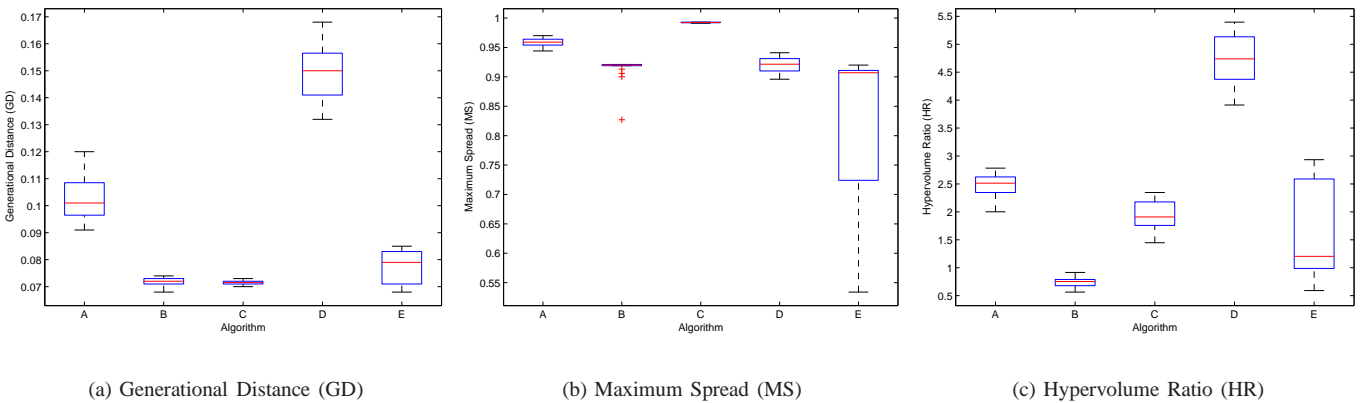 0.17
0.16
0.15
0.14
0.13
0.12
0.11
0.1
0.09
0.08
0.07
Generational Distance (GD)
A B C D E
Algorithm
1
0.95
0.9
0.85
0.8
0.75
0.7
0.65
0.6
0.55
Maximum Spread (MS)
A B C D E
Algorithm
5.5
5
4.5
4
3.5
3
2.5
2
1.5
1
0.5
Hypervolume Ratio (HR)
A B C D E
Algorithm
(a) Generational Distance (GD)
(b) Maximum Spread (MS)
(c) Hypervolume Ratio (HR)